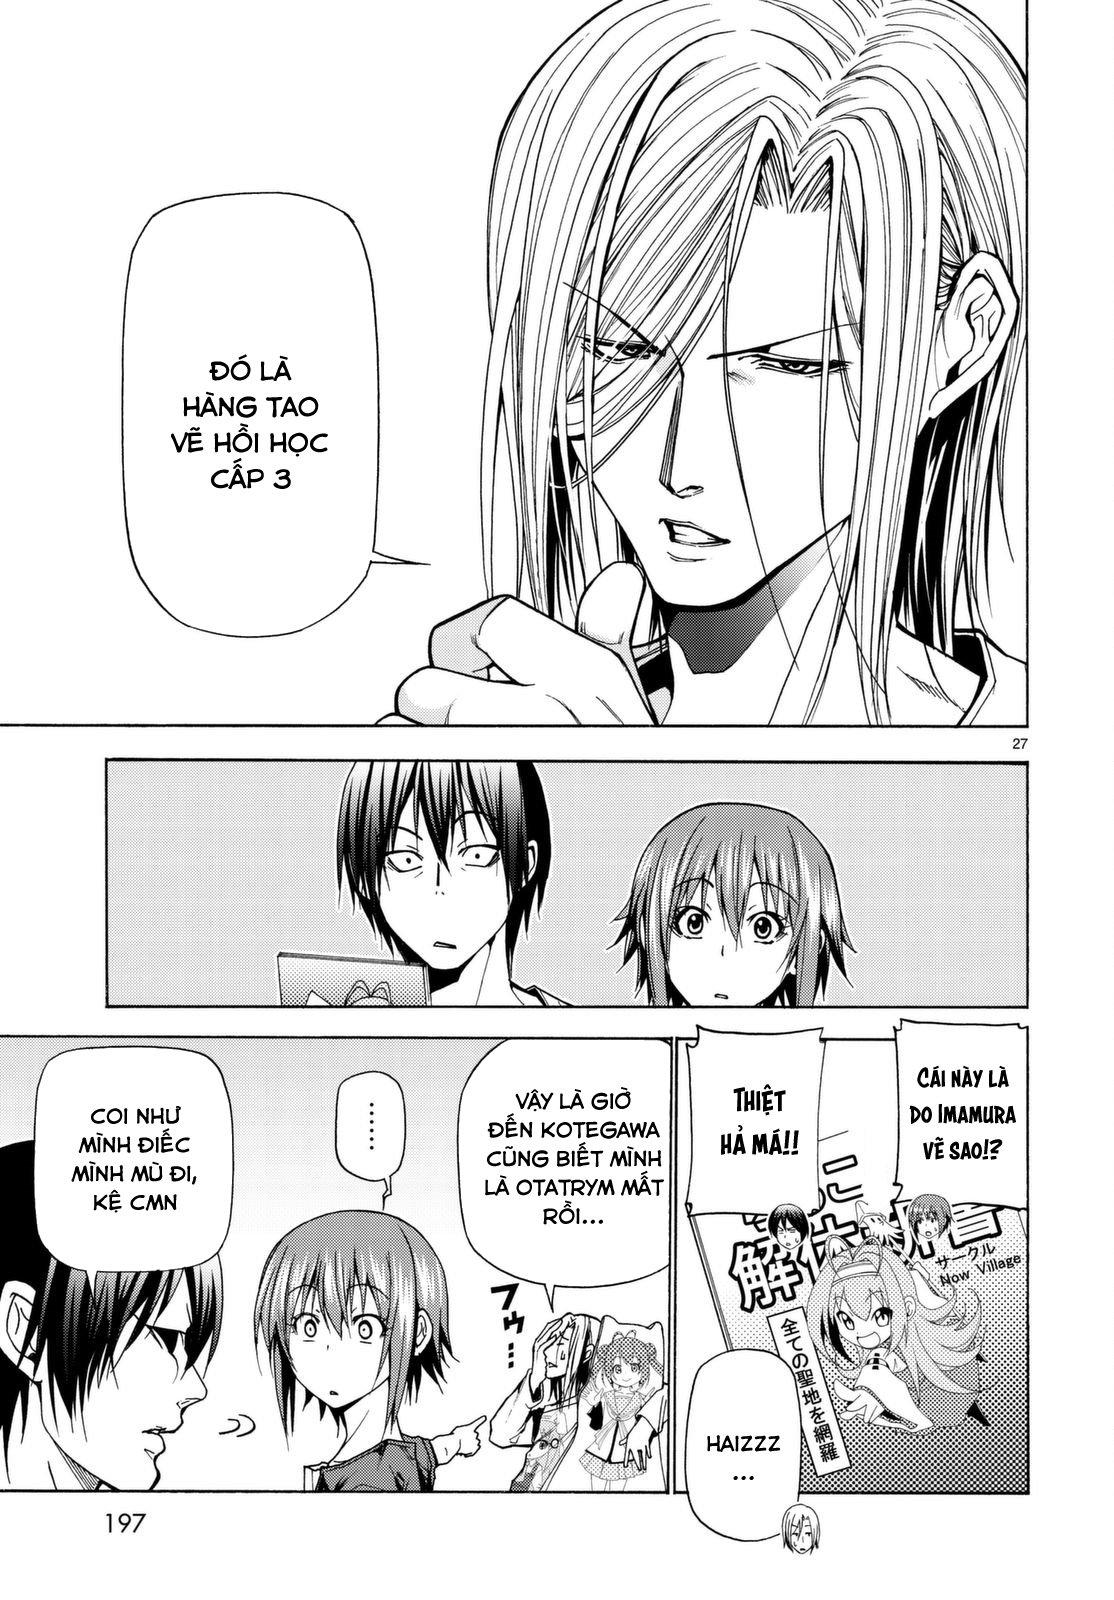 ĐÓ LÀ
HÀNG TAO
VẼ HỒI HỌC
CẤP 3
27
CÁI NÀY LÀ
DO IMAMURA
VẼ SAO!?
THIỆT
HẢ MÁ!!
サークル
Now Village
全ての聖地を網羅
HAIZZZ
...
VẬY LÀ GIỜ
ĐẾN KOTEGAWA
CŨNG BIẾT MÌNH
LÀ OTATRYM MẤT
RỒI...
フゥ...
......
COI NHƯ
MÌNH ĐIẾC
MÌNH MÙ ĐI,
KỆ CMN
197